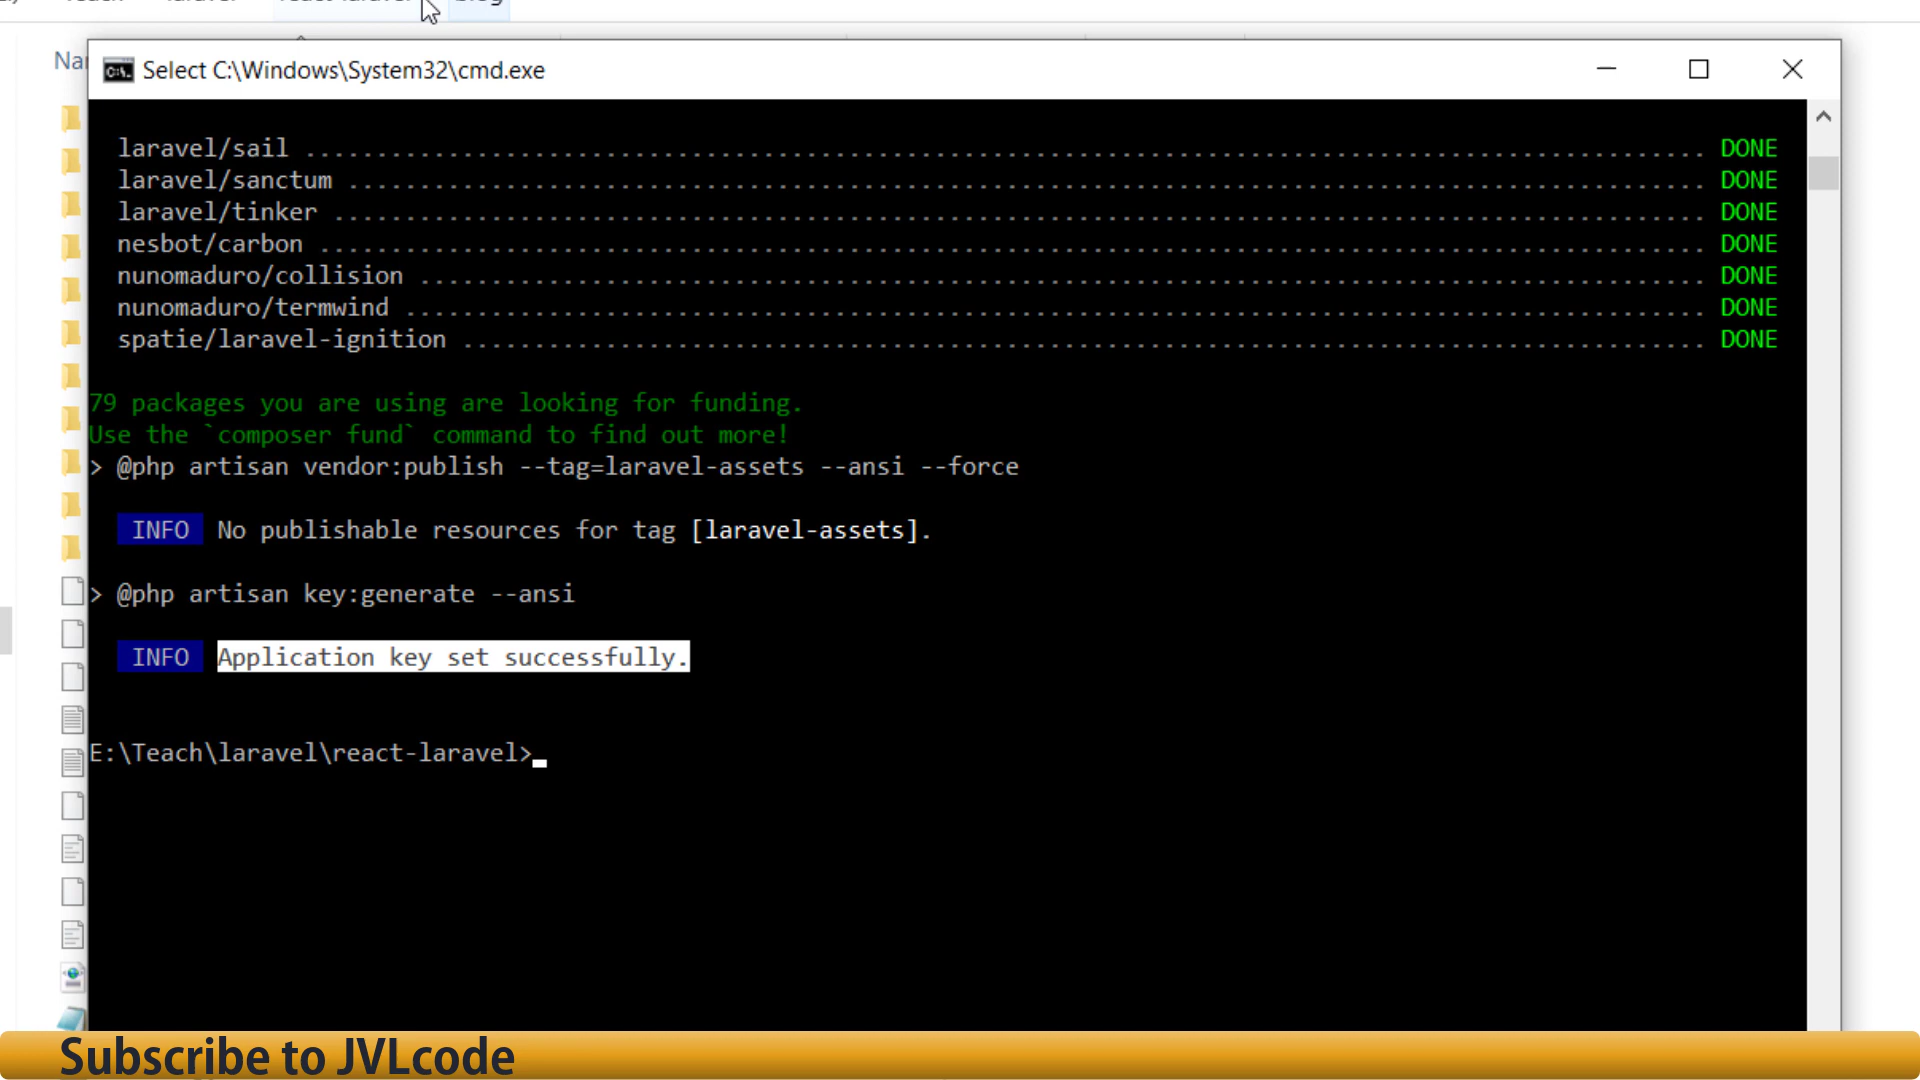 Select C:\Windows\System32\cmd.exe
laravel/sail .................................................................................................. DONE
laravel/sanctum ............................................................................................... DONE
laravel/tinker ................................................................................................ DONE
nesbot/carbon ................................................................................................. DONE
nunomaduro/collision .......................................................................................... DONE
nunomaduro/termwind ........................................................................................... DONE
spatie/laravel-ignition ....................................................................................... DONE
79 packages you are using are looking for funding.
Use the `composer fund` command to find out more!
> @php artisan vendor:publish --tag=laravel-assets --ansi --force
INFO No publishable resources for tag [laravel-assets].
> @php artisan key:generate --ansi
INFO Application key set successfully.
E:\Teach\laravel\react-laravel>
Subscribe to JVLcode